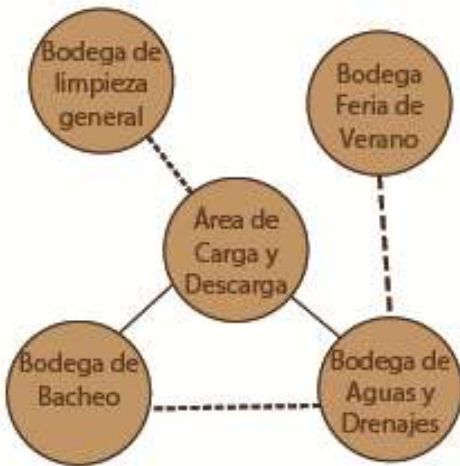 Bodega de
limpieza
general
Bodega
Feria de
Verano
Área de
Carga y
Descarga
Bodega de
Bacheo
Bodega de
Aguas y
Drenajes